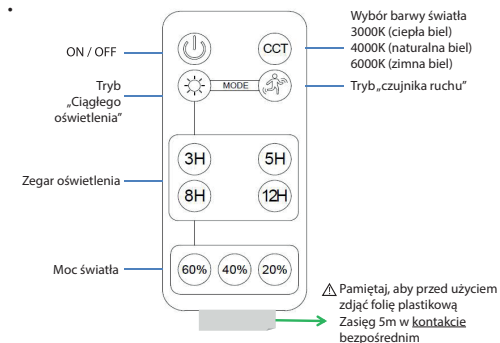 •
ON / OFF
CCT
Wybór barwy światła
3000K (ciepła biel)
4000K (naturalna biel)
6000K (zimna biel)
Tryb
„Ciągłego
oświetlenia"
MODE
Tryb „czujnika ruchu"
Zegar oświetlenia
3H
5H
8H
12H
Moc światła
60%
40%
20%
Pamiętaj, aby przed użyciem
zdjąć folię plastikową
Zasięg 5m w kontakcie
bezpośrednim